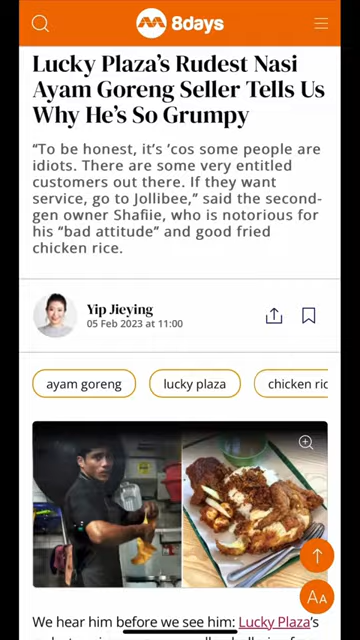 8days
Lucky Plaza's Rudest Nasi
Ayam Goreng Seller Tells Us
Why He's So Grumpy
“To be honest, it's ’cos some people are
idiots. There are some very entitled
customers out there. If they want
service, go to Jollibee,” said the second-
gen owner Shafiie, who is notorious for
his “bad attitude” and good fried
chicken rice.
Yip Jieying
05 Feb 2023 at 11:00
ayam goreng
lucky plaza
chicken ric
AA
We hear him before we see him: Lucky Plaza's